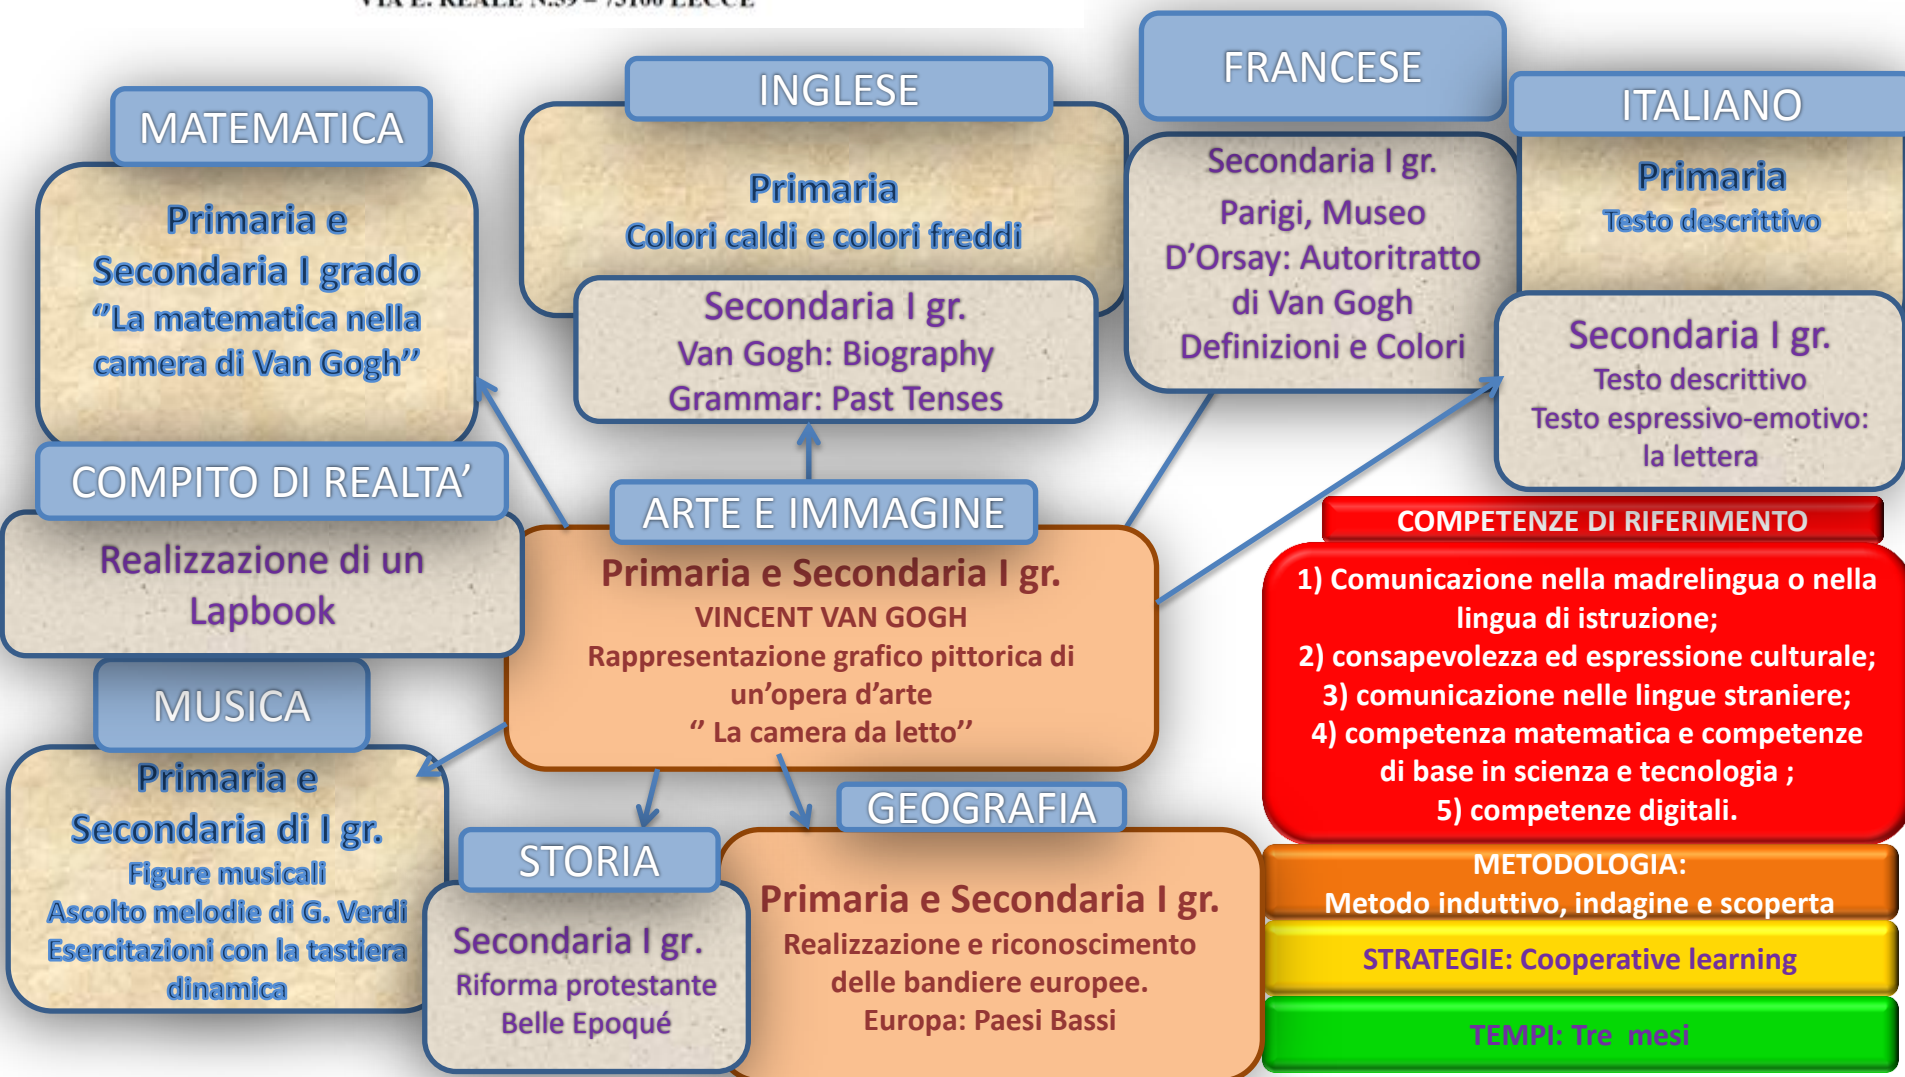 VIA E. REALE N.59 – 73100 LECCE
MATEMATICA
Primaria e
Secondaria I grado
‘’La matematica nella
camera di Van Gogh’’
INGLESE
Primaria
Colori caldi e colori freddi
Secondaria I gr.
Van Gogh: Biography
Grammar: Past Tenses
FRANCESE
Secondaria I gr.
Parigi, Museo
D’Orsay: Autoritratto
di Van Gogh
Definizioni e Colori
ITALIANO
Primaria
Testo descrittivo
Secondaria I gr.
Testo descrittivo
Testo espressivo-emotivo:
la lettera
COMPITO DI REALTA’
Realizzazione di un
Lapbook
ARTE E IMMAGINE
Primaria e Secondaria I gr.
VINCENT VAN GOGH
Rappresentazione grafico pittorica di
un’opera d’arte
‘’ La camera da letto’’
MUSICA
Primaria e
Secondaria di I gr.
Figure musicali
Ascolto melodie di G. Verdi
Esercitazioni con la tastiera
dinamica
STORIA
Secondaria I gr.
Riforma protestante
Belle Epoqué
GEOGRAFIA
Primaria e Secondaria I gr.
Realizzazione e riconoscimento
delle bandiere europee.
Europa: Paesi Bassi
COMPETENZE DI RIFERIMENTO
1) Comunicazione nella madrelingua o nella
lingua di istruzione;
2) consapevolezza ed espressione culturale;
3) comunicazione nelle lingue straniere;
4) competenza matematica e competenze
di base in scienza e tecnologia ;
5) competenze digitali.
METODOLOGIA:
Metodo induttivo, indagine e scoperta
STRATEGIE: Cooperative learning
TEMPI: Tre mesi